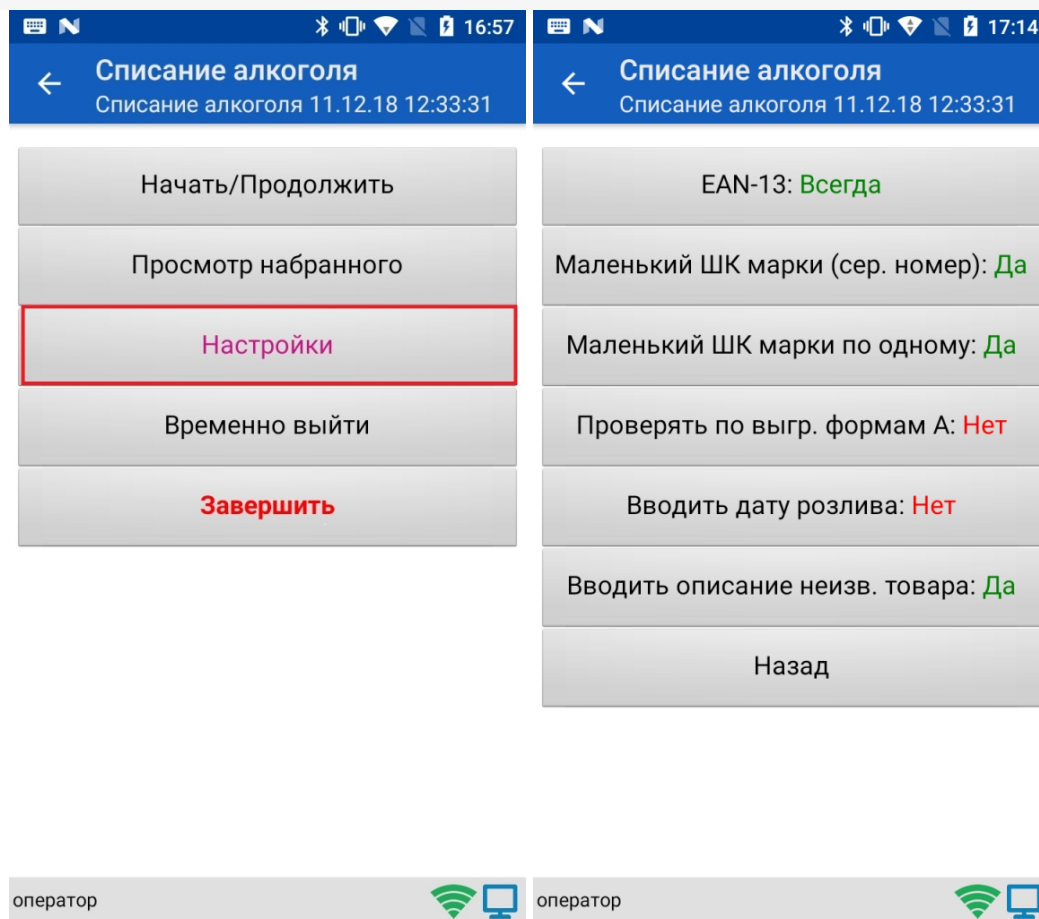 16:57
Списание алкоголя
Списание алкоголя 11.12.18 12:33:31
Начать/Продолжить
Просмотр набранного
Настройки
Временно выйти
Завершить
оператор
17:14
Списание алкоголя
Списание алкоголя 11.12.18 12:33:31
EAN-13: Всегда
Маленький ШК марки (сер. номер): Да
Маленький ШК марки по одному: Да
Проверять по выгр. формам А: Нет
Вводить дату розлива: Нет
Вводить описание неизв. товара: Да
Назад
оператор